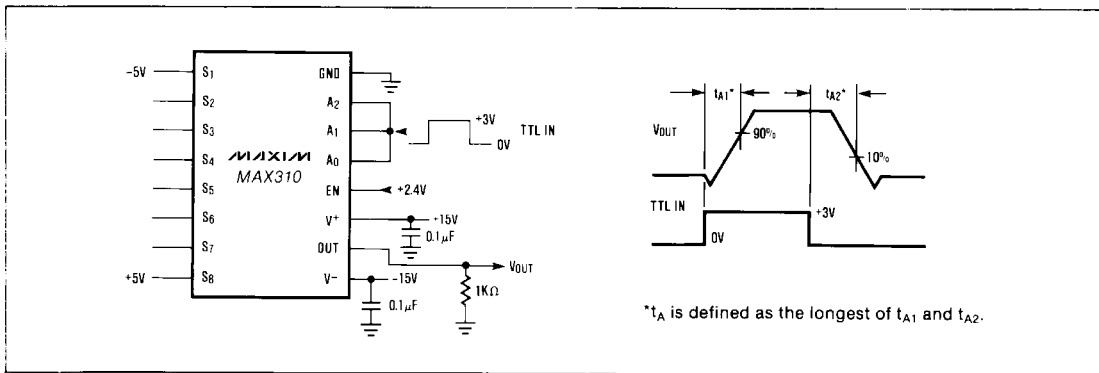 -5V
S1
S2
S3
S4
S5
S6
S7
+5V
S8
MAXIM
MAX310
GND
A2
A1
A0
EN
V+
OUT
V-
+3V
0V
TTL IN
+2.4V
+15V
0.1μF
VOUT
-15V
0.1μF
1KΩ
tA1*
tA2*
VOUT
90%
10%
TTL IN
+3V
0V
*tA is defined as the longest of tA1 and tA2.